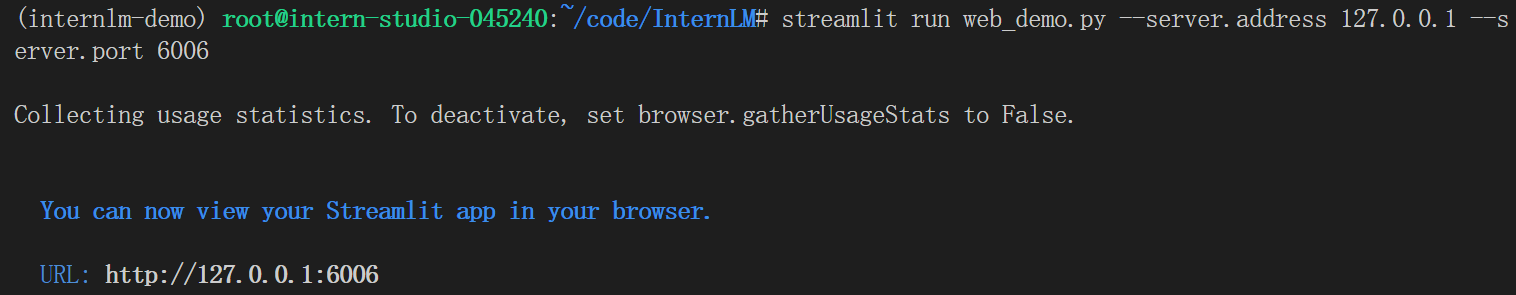 (internlm-demo) root@intern-studio-045240:~/code/InternLM# streamlit run web_demo.py --server.address 127.0.0.1 --s
erver.port 6006
Collecting usage statistics. To deactivate, set browser.gatherUsageStats to False.
You can now view your Streamlit app in your browser.
URL: http://127.0.0.1:6006